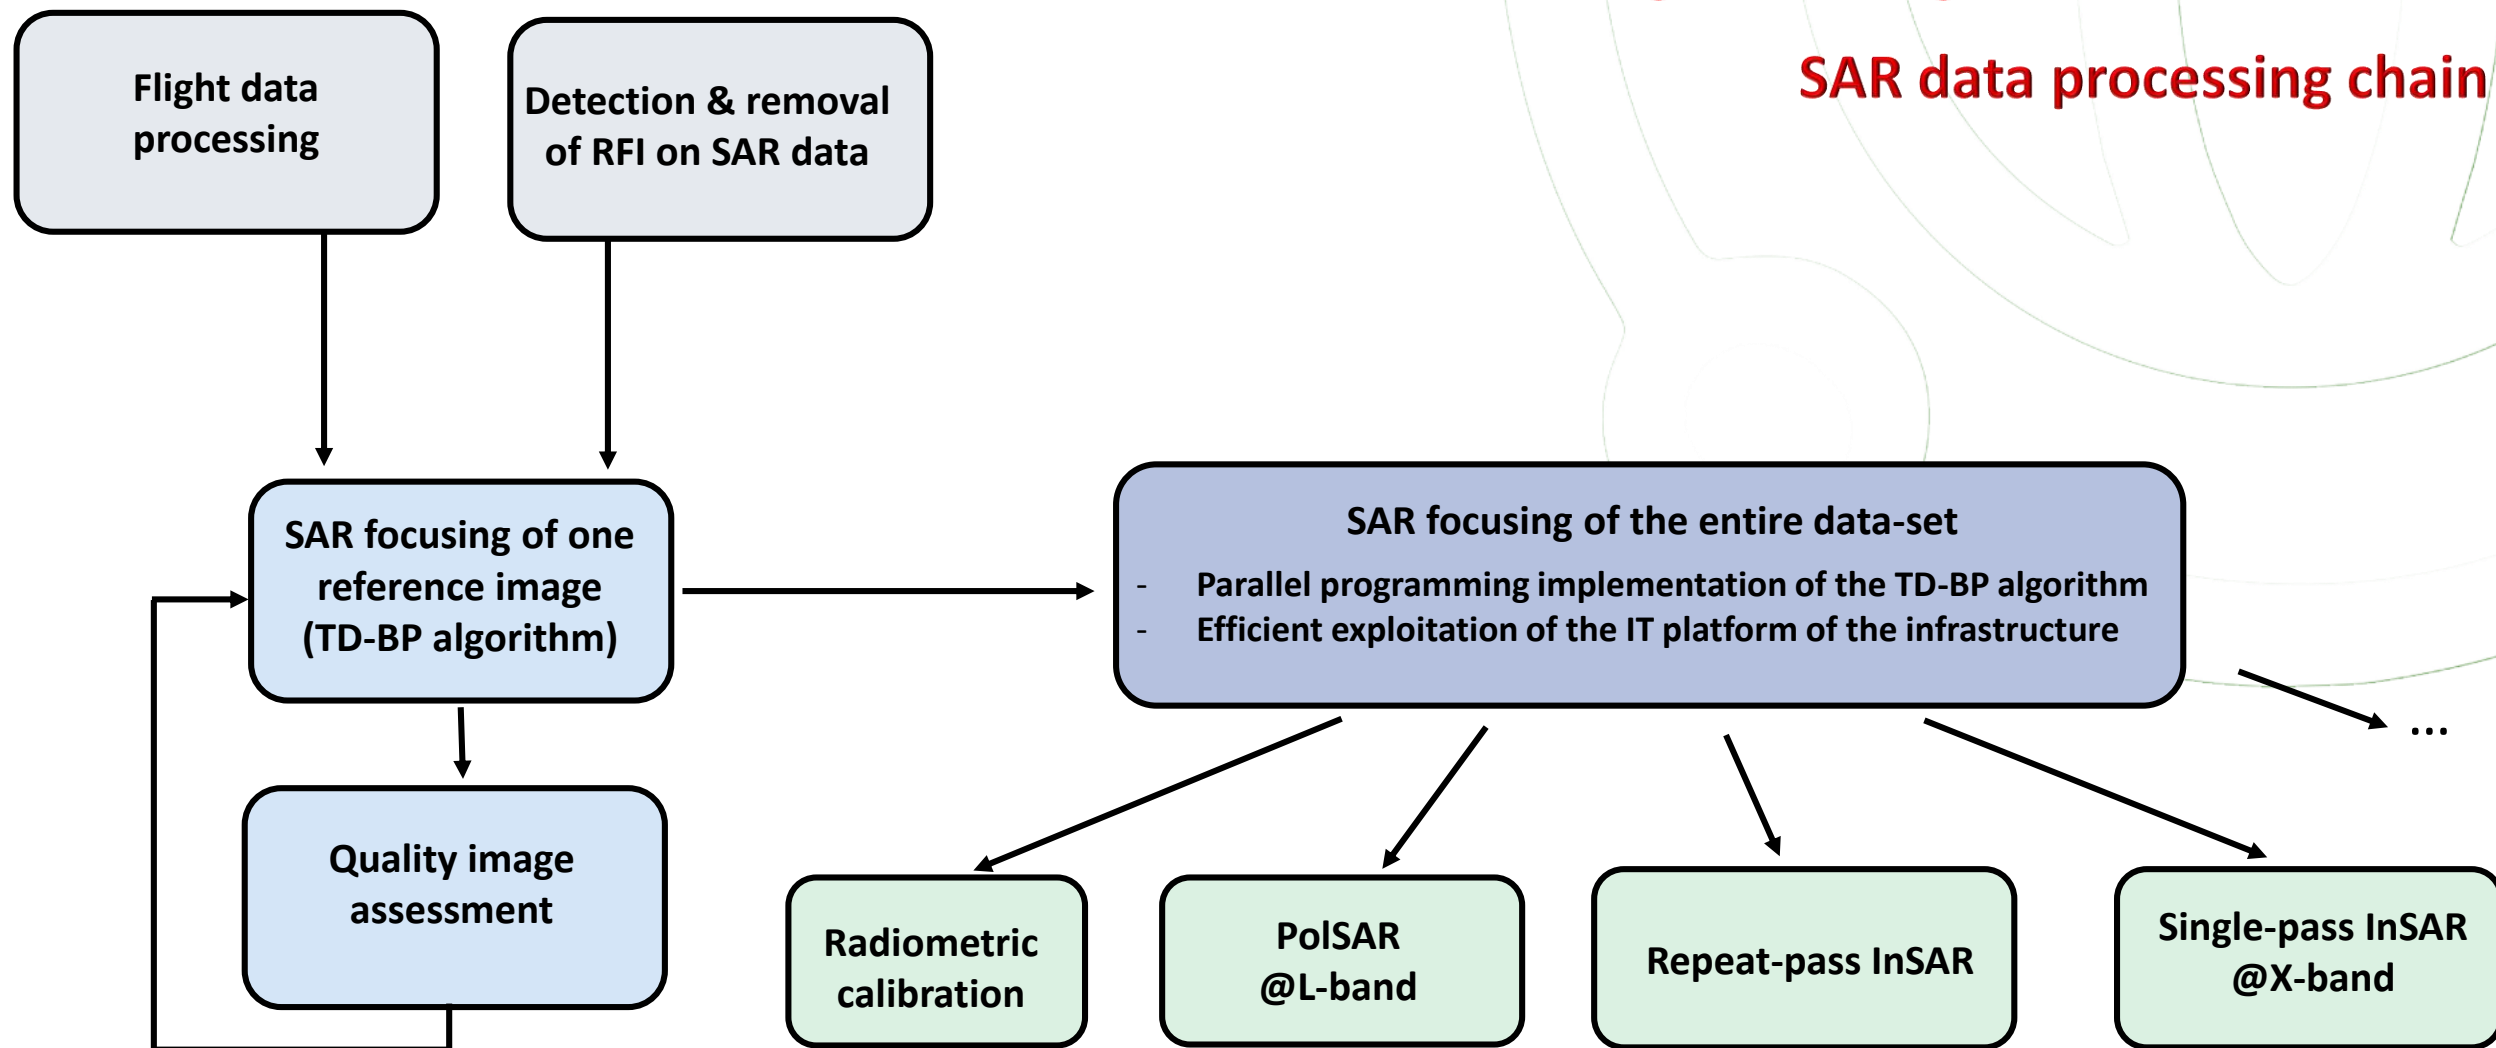 SAR data processing chain
Flight data
processing
Detection & removal
of RFI on SAR data
SAR focusing of one
reference image
(TD-BP algorithm)
SAR focusing of the entire data-set
- Parallel programming implementation of the TD-BP algorithm
- Efficient exploitation of the IT platform of the infrastructure
...
Quality image
assessment
Radiometric
calibration
PolSAR
@L-band
Repeat-pass InSAR
Single-pass InSAR
@X-band